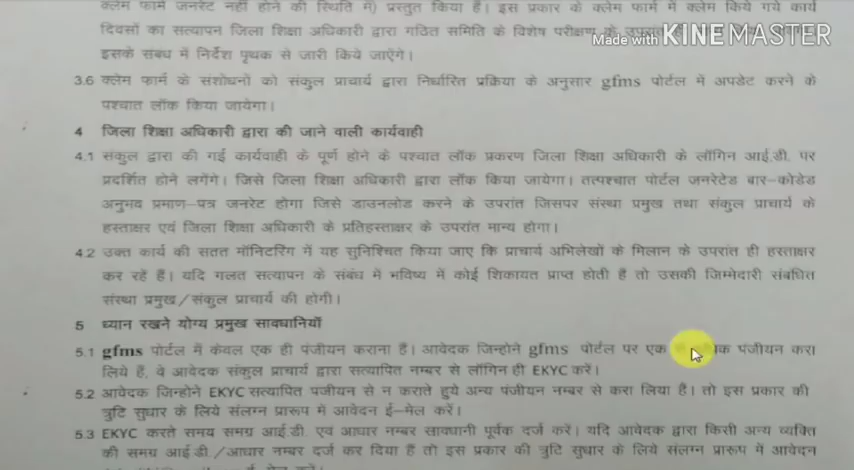 क्लेम फार्म जनरेट नहीं होने की स्थिति में) प्रस्तुत किया है। इस प्रकार के क्लेम फार्म में क्लेम किये गये कार्य
दिवसों का सत्यापन जिला शिक्षा अधिकारी द्वारा गठित समिति के विशेष परीक्षण के
Made with KINEMASTER
इसके संबध में निर्देश पृथक से जारी किये जाऐंगे।
3.6 क्लेम फार्म के संशोधनों को संकुल प्राचार्य द्वारा निर्धारित प्रक्रिया के अनुसार gfms पोर्टल में अपडेट करने के
पश्चात लॉक किया जायेगा।
4 जिला शिक्षा अधिकारी द्वारा की जाने वाली कार्यवाही
4.1 संकुल द्वारा की गई कार्यवाही के पूर्ण होने के पश्चात लॉक प्रकरण जिला शिक्षा अधिकारी के लॉगिन आई.डी. पर
प्रदर्शित होने लगेंगे। जिसे जिला शिक्षा अधिकारी द्वारा लॉक किया जायेगा। तत्पश्चात पोर्टल जनरेटेड बार-कोडेड
अनुभव प्रमाण-पत्र जनरेट होगा जिसे डाउनलोड करने के उपरांत जिसपर संस्था प्रमुख तथा संकुल प्राचार्य के
हस्ताक्षर एवं जिला शिक्षा अधिकारी के प्रतिहस्ताक्षर के उपरांत मान्य होगा।
4.2 उक्त कार्य की सतत मॉनिटरिंग में यह सुनिश्चित किया जाए कि प्राचार्य अभिलेखों के मिलान के उपरांत ही हस्ताक्षर
कर रहें हैं। यदि गलत सत्यापन के संबंध में भविष्य में कोई शिकायत प्राप्त होती हैं तो उसकी जिम्मेदारी संबंधित
संस्था प्रमुख/संकुल प्राचार्य की होगी।
5 ध्यान रखने योग्य प्रमुख सावधानियॉं
5.1 gfms पोर्टल में केवल एक ही पंजीयन कराना हैं। आवेदक जिन्होने gfms पोर्टल पर एक पंजीयन करा
लिये हैं, वे आवेदक संकुल प्राचार्य द्वारा सत्यापित नम्बर से लॉगिन ही EKYC करें।
5.2 आवेदक जिन्होने EKYC सत्यापित पंजीयन से न कराते हुये अन्य पंजीयन नम्बर से करा लिया हैं। तो इस प्रकार की
त्रुटि सुधार के लिये संलग्न प्रारूप में आवेदन ई-मेल करें।
5.3 EKYC करते समय समग्र आई.डी. एवं आधार नम्बर सावधानी पूर्वक दर्ज करें। यदि आवेदक द्वारा किसी अन्य व्यक्ति
की समग्र आई.डी./आधार नम्बर दर्ज कर दिया हैं तो इस प्रकार की त्रुटि सुधार के लिये संलग्न प्रारूप में आवेदन